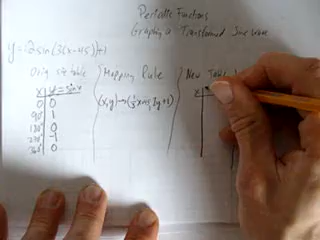 Periodic Functions
Graphing a Transformed Sine Wave
y = 2sin(3(x-45))+1
Orig. sine table
Mapping Rule
New Table
x y = sin x
(x,y)→(⅓x+45, 2y+1)
x
0 0
90° 1
180° 0
270° -1
360° 0